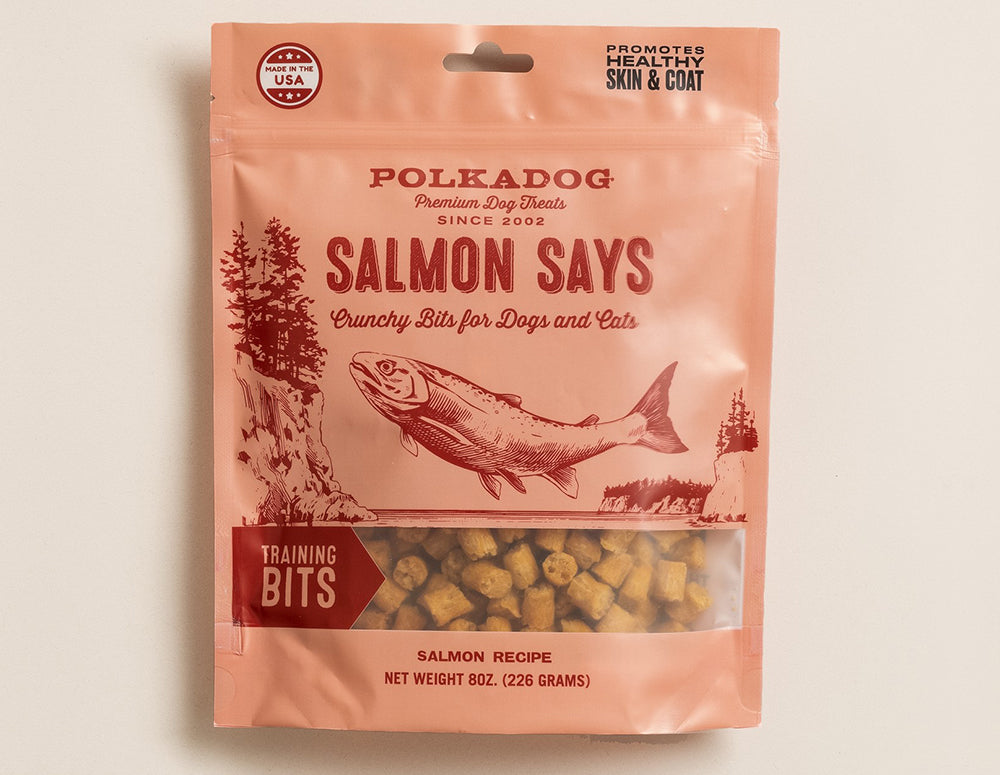 MADE IN THE
USA
PROMOTES
HEALTHY
SKIN & COAT
POLKADOG
Premium Dog Treats
SINCE 2002
SALMON SAYS
Crunchy Bits for Dogs and Cats
TRAINING
BITS
SALMON RECIPE
NET WEIGHT 8OZ. (226 GRAMS)